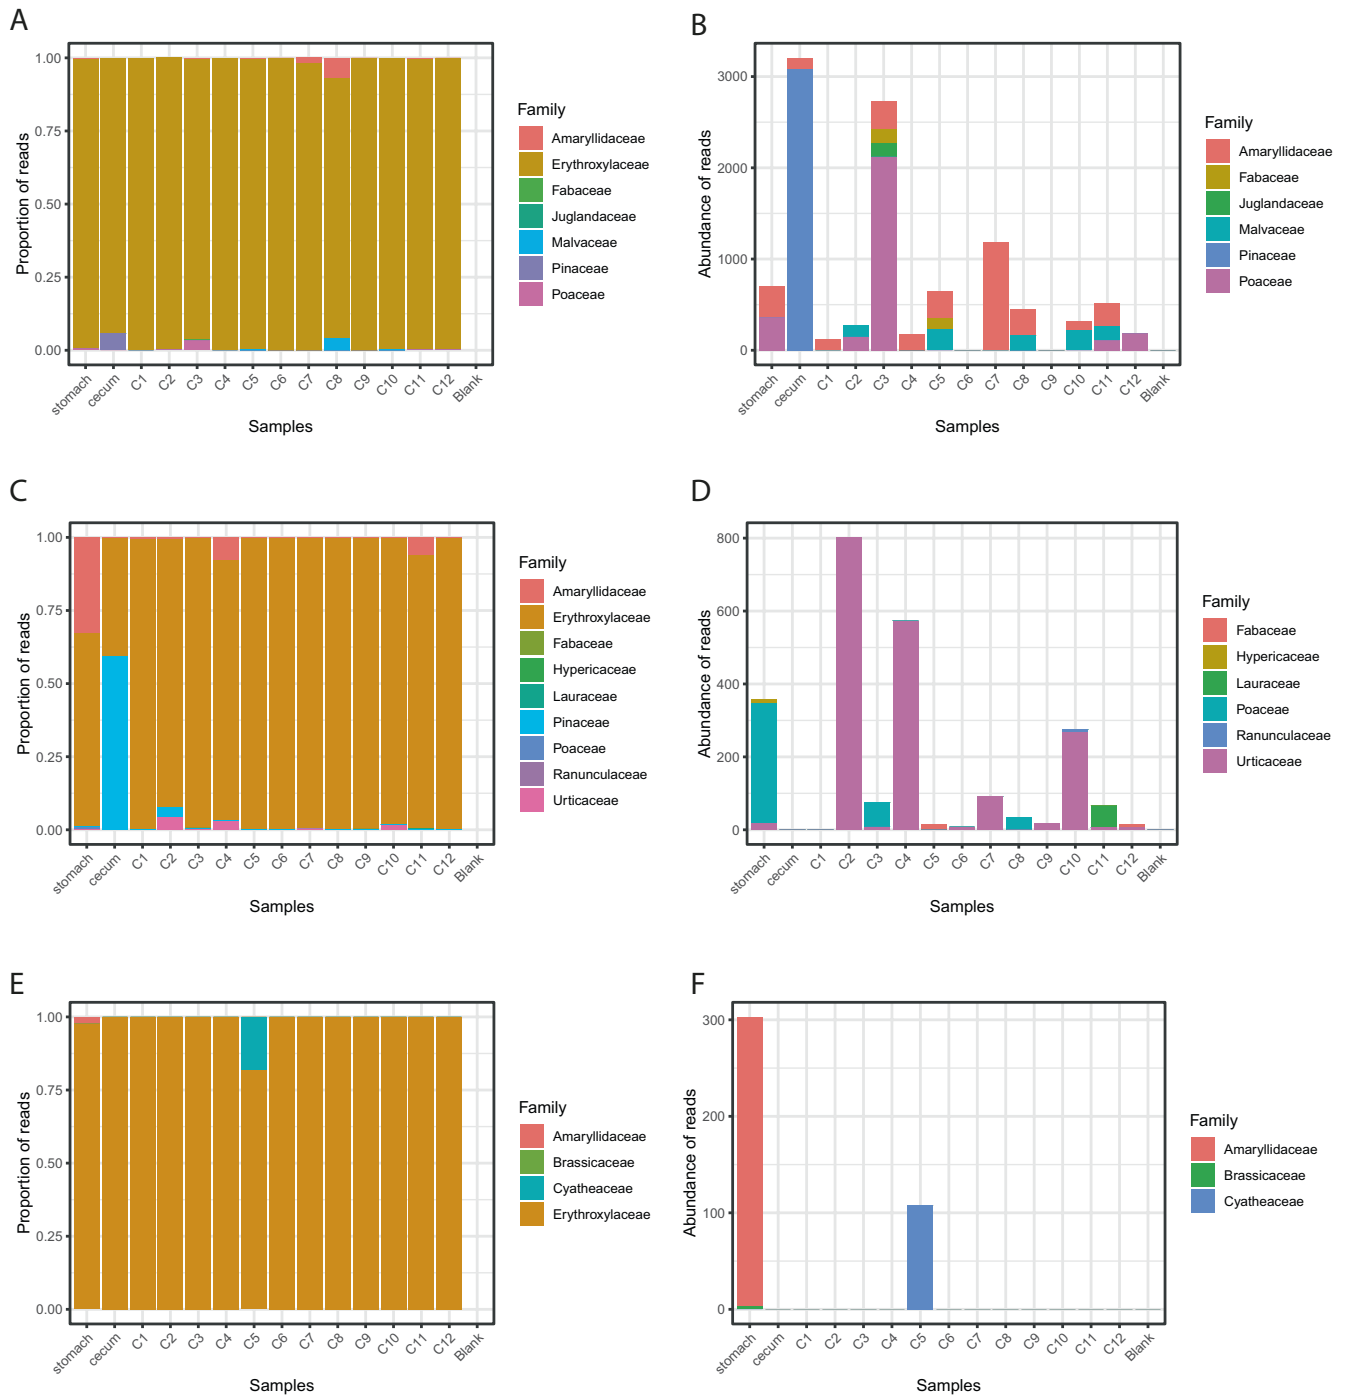 A
Proportion of reads
1.00
0.75
0.50
0.25
0.00
stomach
cecum
C1
C2
C3
C4
C5
C6
C7
C8
C9
C10
C11
C12
Blank
Samples
Family
Amaryllidaceae
Erythroxylaceae
Fabaceae
Juglandaceae
Malvaceae
Pinaceae
Poaceae
B
Abundance of reads
3000
2000
1000
0
stomach
cecum
C1
C2
C3
C4
C5
C6
C7
C8
C9
C10
C11
C12
Blank
Samples
Family
Amaryllidaceae
Fabaceae
Juglandaceae
Malvaceae
Pinaceae
Poaceae
C
Proportion of reads
1.00
0.75
0.50
0.25
0.00
stomach
cecum
C1
C2
C3
C4
C5
C6
C7
C8
C9
C10
C11
C12
Blank
Samples
Family
Amaryllidaceae
Erythroxylaceae
Fabaceae
Hypericaceae
Lauraceae
Pinaceae
Poaceae
Ranunculaceae
Urticaceae
D
Abundance of reads
800
600
400
200
0
stomach
cecum
C1
C2
C3
C4
C5
C6
C7
C8
C9
C10
C11
C12
Blank
Samples
Family
Fabaceae
Hypericaceae
Lauraceae
Poaceae
Ranunculaceae
Urticaceae
E
Proportion of reads
1.00
0.75
0.50
0.25
0.00
stomach
cecum
C1
C2
C3
C4
C5
C6
C7
C8
C9
C10
C11
C12
Blank
Samples
Family
Amaryllidaceae
Brassicaceae
Cyatheaceae
Erythroxylaceae
F
Abundance of reads
300
200
100
0
stomach
cecum
C1
C2
C3
C4
C5
C6
C7
C8
C9
C10
C11
C12
Blank
Samples
Family
Amaryllidaceae
Brassicaceae
Cyatheaceae